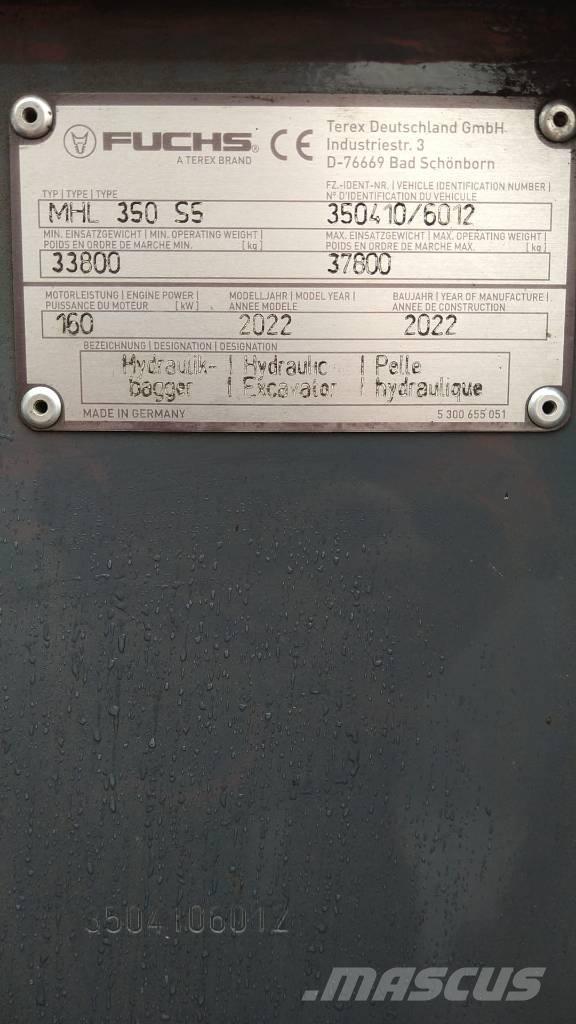 FUCHS®
A TEREX BRAND
CE
Terex Deutschland GmbH
Industriestr. 3
D-76669 Bad Schönborn
TYP | TYPE | TYPE
MHL 350 S5
FZ.-IDENT-NR. | VEHICLE IDENTIFICATION NUMBER |
N° D'IDENTIFICATION DU VEHICULE
350410/6012
MIN. EINSATZGEWICHT | MIN. OPERATING WEIGHT |
POIDS EN ORDRE DE MARCHE MIN. [kg]
33800
MAX. EINSATZGEWICHT | MAX. OPERATING WEIGHT |
POIDS EN ORDRE DE MARCHE MAX. [kg]
37800
MOTORLEISTUNG | ENGINE POWER |
PUISSANCE DU MOTEUR [kW]
160
MODELLJAHR | MODEL YEAR |
ANNEE MODELE
2022
BAUJAHR | YEAR OF MANUFACTURE |
ANNEE DE CONSTRUCTION
2022
BEZEICHNUNG | DESIGNATION | DESIGNATION
Hydraulik- | Hydraulic | Pelle
bagger | Excavator | hydraulique
MADE IN GERMANY
5 300 655 051
3504106012
MASCUS